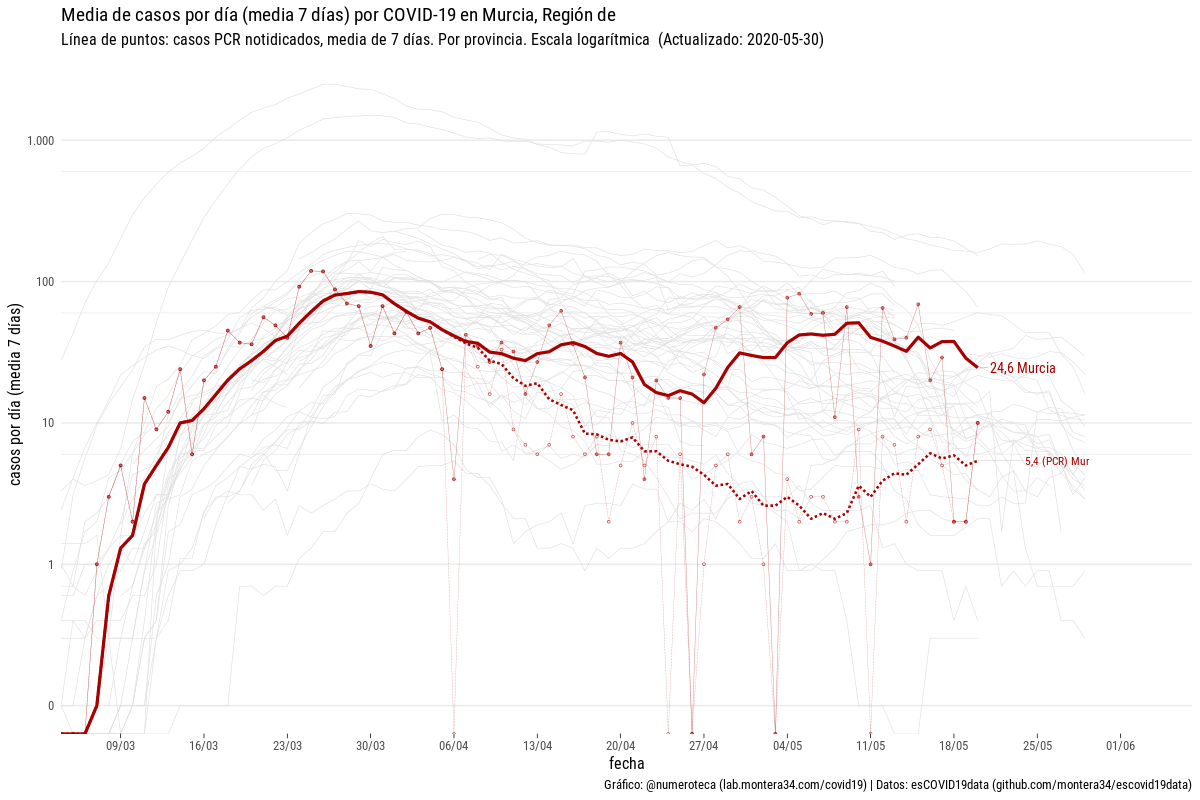 Media de casos por día (media 7 días) por COVID-19 en Murcia, Región de
Línea de puntos: casos PCR notidicados, media de 7 días. Por provincia. Escala logarítmica  (Actualizado: 2020-05-30)
casos por día (media 7 días)
1.000
100
10
1
0
24,6 Murcia
5,4 (PCR) Mur
09/03
16/03
23/03
30/03
06/04
13/04
20/04
27/04
04/05
11/05
18/05
25/05
01/06
fecha
Gráfico: @numeroteca (lab.montera34.com/covid19) | Datos: esCOVID19data (github.com/montera34/escovid19data)